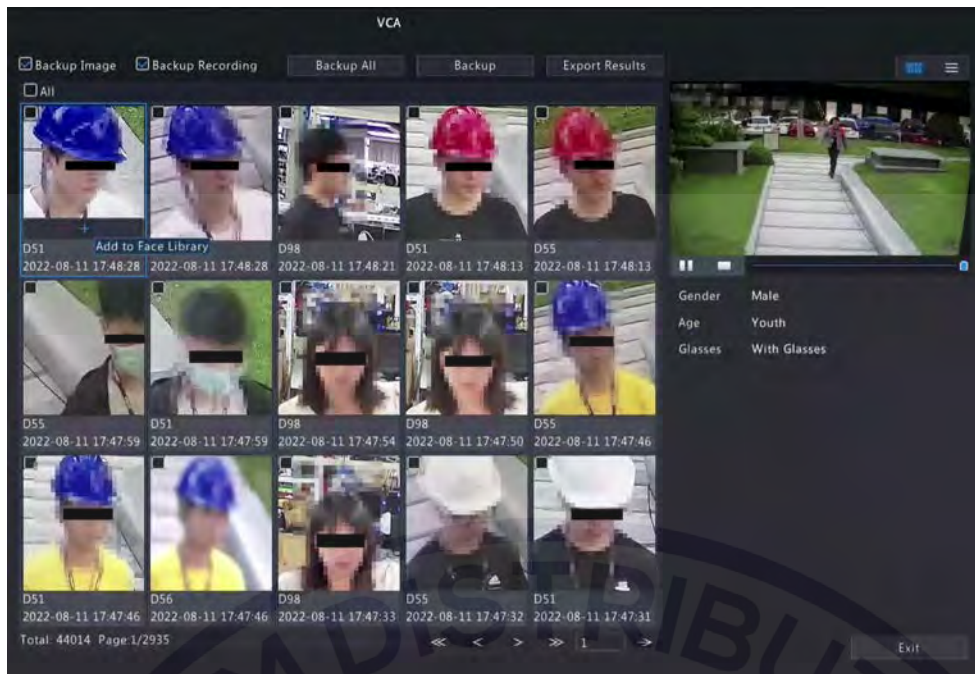 VCA
Backup Image Backup Recording Backup All Backup Export Results
All
D51 D98 D51 D55
Add to Face Library
2022-08-11 17:48:28 2022-08-11 17:48:28 2022-08-11 17:48:21 2022-08-11 17:48:13 2022-08-11 17:48:13
Gender Male
Age Youth
Glasses With Glasses
D55 D51 D98 D98 D55
2022-08-11 17:47:59 2022-08-11 17:47:59 2022-08-11 17:47:54 2022-08-11 17:47:50 2022-08-11 17:47:46
D51 D56 D98 D55 D51
2022-08-11 17:47:46 2022-08-11 17:47:46 2022-08-11 17:47:33 2022-08-11 17:47:32 2022-08-11 17:47:31
Total: 44014 Page:1/2935 ≪ < > ≫ 1 → Exit
DISTRIBUT